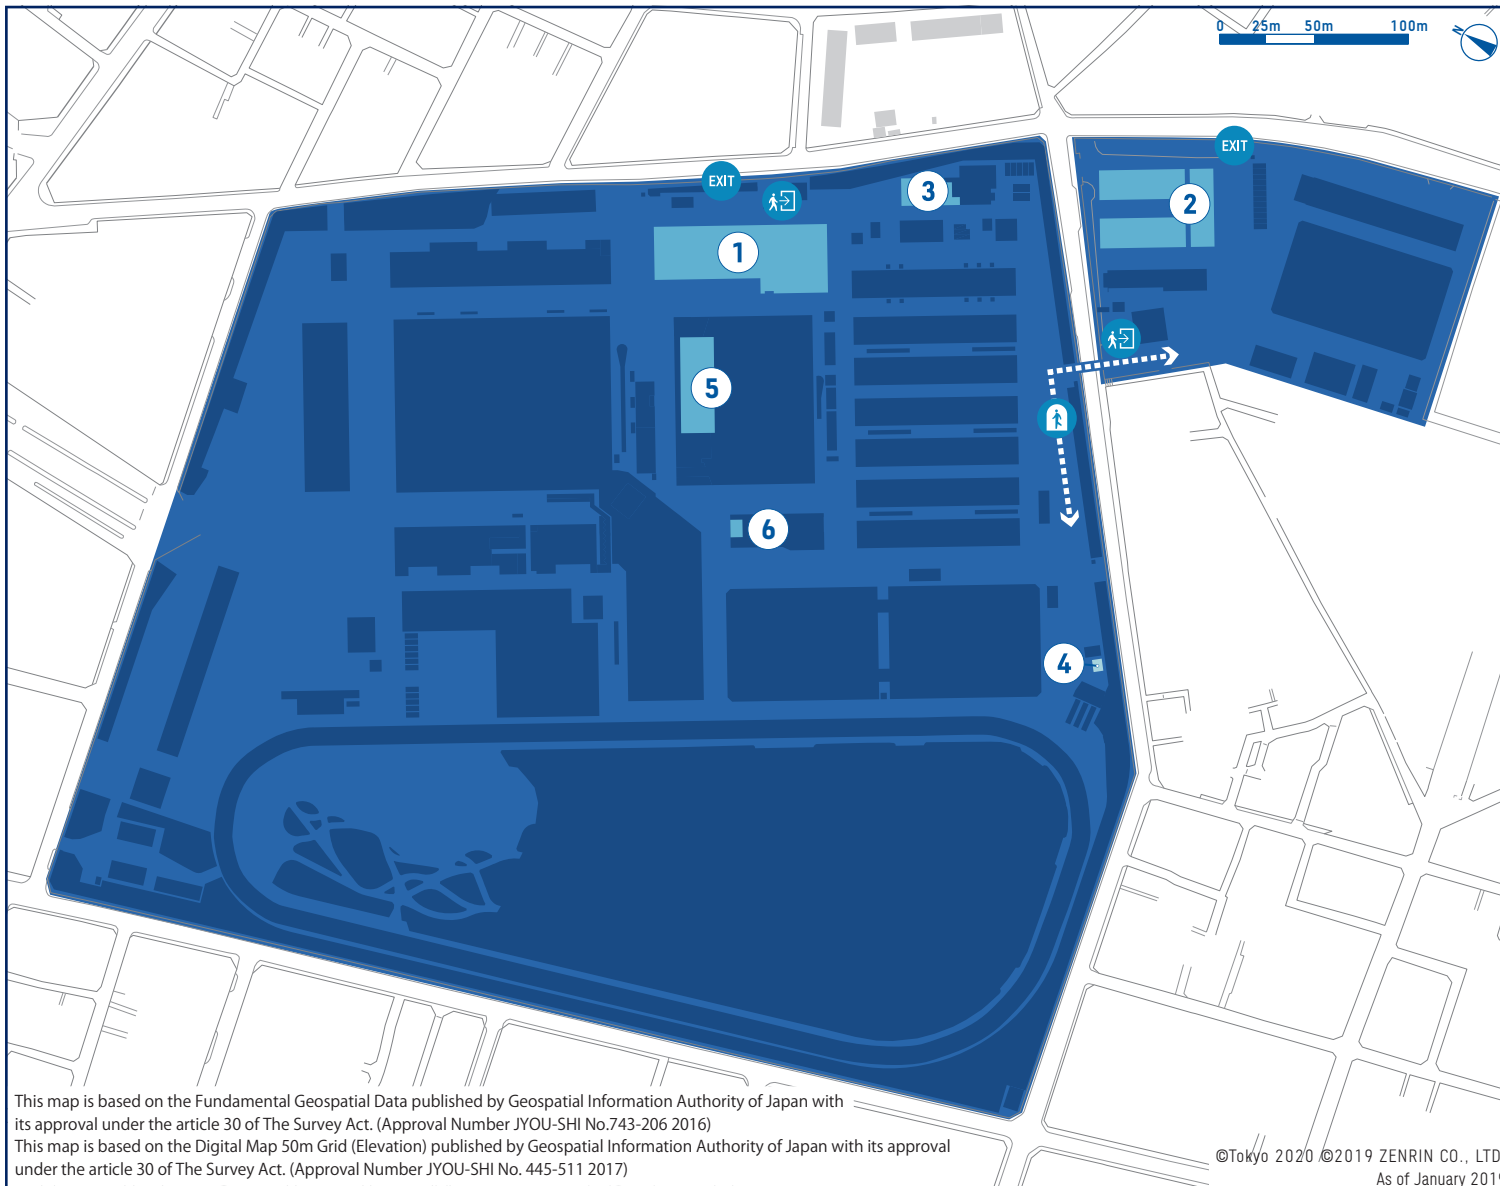 0 25m 50m 100m
N
EXIT
EXIT
3
2
1
5
6
4
This map is based on the Fundamental Geospatial Data published by Geospatial Information Authority of Japan with
its approval under the article 30 of The Survey Act. (Approval Number JYOU-SHI No.743-206 2016)
This map is based on the Digital Map 50m Grid (Elevation) published by Geospatial Information Authority of Japan with its approval
under the article 30 of The Survey Act. (Approval Number JYOU-SHI No. 445-511 2017)
©Tokyo 2020 ©2019 ZENRIN CO., LTD
As of January 2019